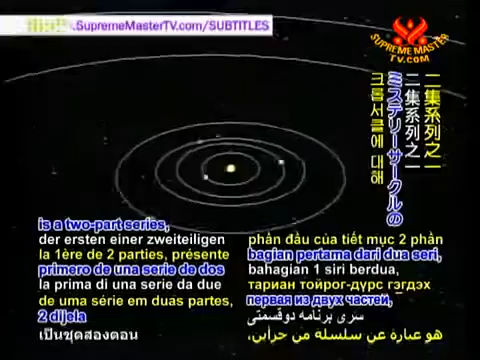 .SupremeMasterTV.com/SUBTITLES
SUPREME MASTER
TV.COM
二集系列之一
二集系列之一
ミステリーサークルの
크롭서클에 대해
is a two-part series,
der ersten einer zweiteiligen
la 1ère de 2 parties, présente
primero de una serie de dos
la prima di una serie da due
de uma série em duas partes,
2 dijela
เป็นชุดสองตอน
phần đầu của tiết mục 2 phần
bagian pertama dari dua seri,
bahagian 1 siri berdua,
тариан тойрог-дүрс гэгдэх
первая из двух частей,
سری برنامه دوقسمتی
هو عبارة عن سلسلة من جزأين،